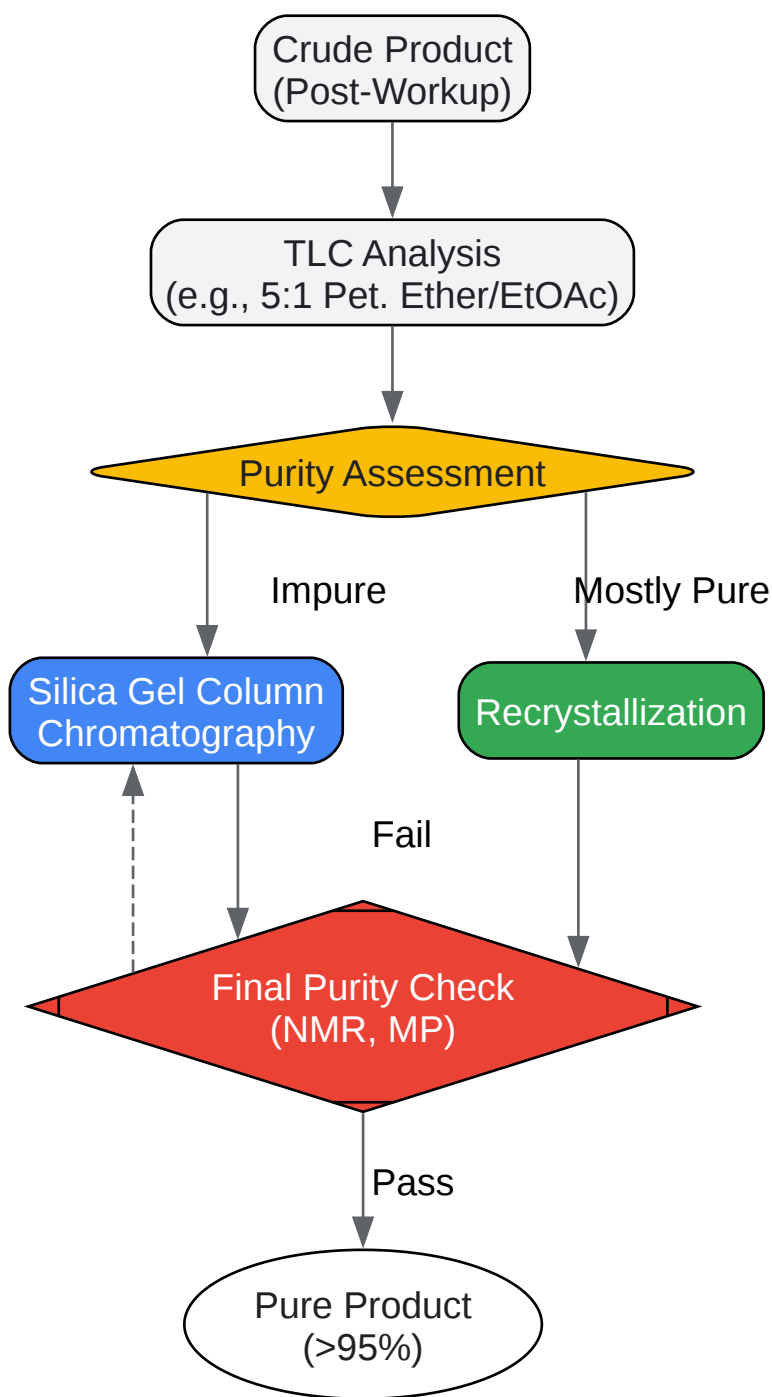 Crude Product
(Post-Workup)
TLC Analysis
(e.g., 5:1 Pet. Ether/EtOAc)
Purity Assessment
Impure
Mostly Pure
Silica Gel Column
Chromatography
Recrystallization
Fail
Final Purity Check
(NMR, MP)
Pass
Pure Product
(>95%)